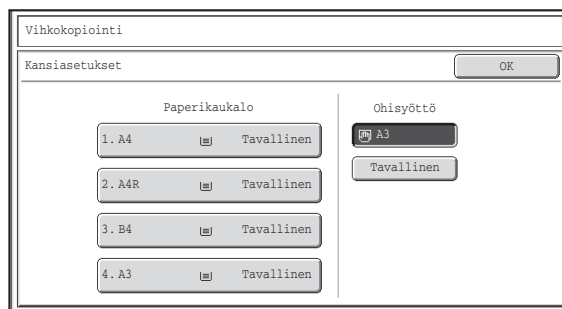 Vihkokopiointi
Kansiasetukset
OK
Paperikaukalo
Ohisyöttö
1. A4 Tavallinen
A3
2. A4R Tavallinen
Tavallinen
3. B4 Tavallinen
4. A3 Tavallinen